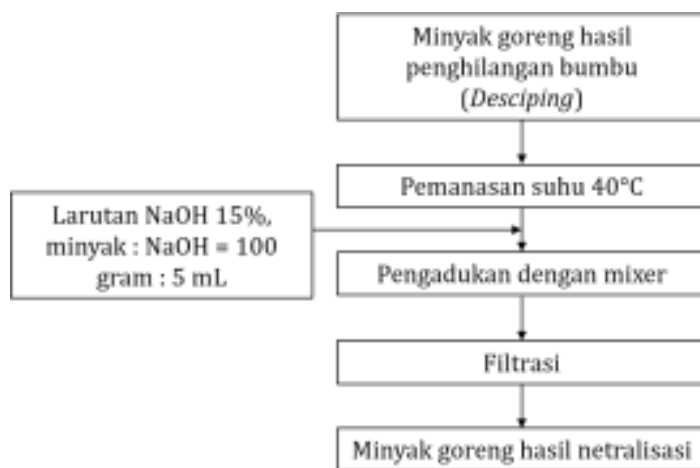 Minyak goreng hasil
penghilangan bumbu
(Desciping)
Pemanasan suhu 40°C
Larutan NaOH 15%,
minyak : NaOH = 100
gram : 5 mL
Pengadukan dengan mixer
Filtrasi
Minyak goreng hasil netralisasi